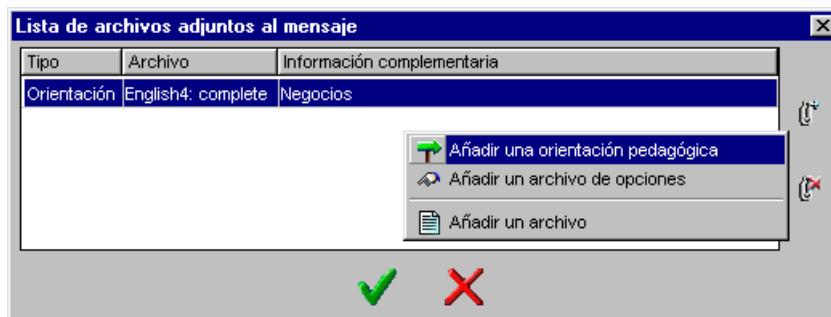 Lista de archivos adjuntos al mensaje
Tipo Archivo Información complementaria
Orientación English4: complete Negocios
Añadir una orientación pedagógica
Añadir un archivo de opciones
Añadir un archivo